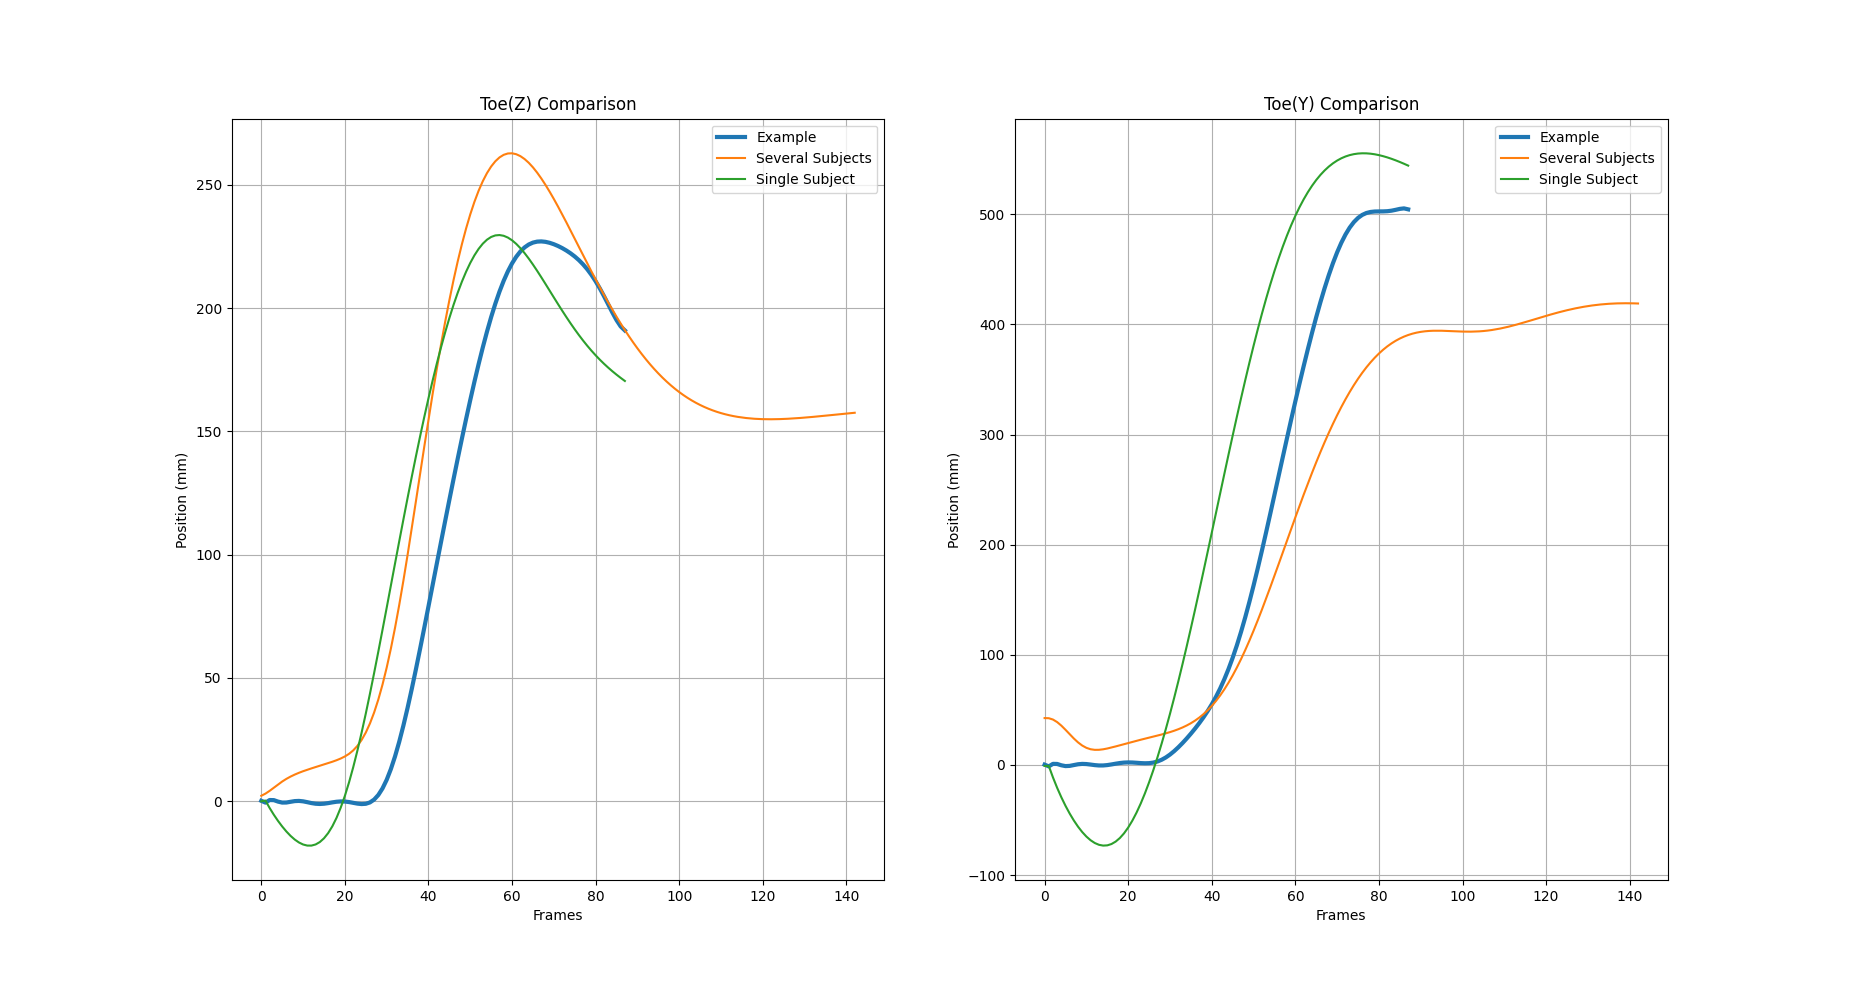 Toe(Z) Comparison
Example
Several Subjects
Single Subject
250
200
150
100
50
0
Position (mm)
0 20 40 60 80 100 120 140
Frames
Toe(Y) Comparison
Example
Several Subjects
Single Subject
500
400
300
200
100
0
−100
Position (mm)
0 20 40 60 80 100 120 140
Frames